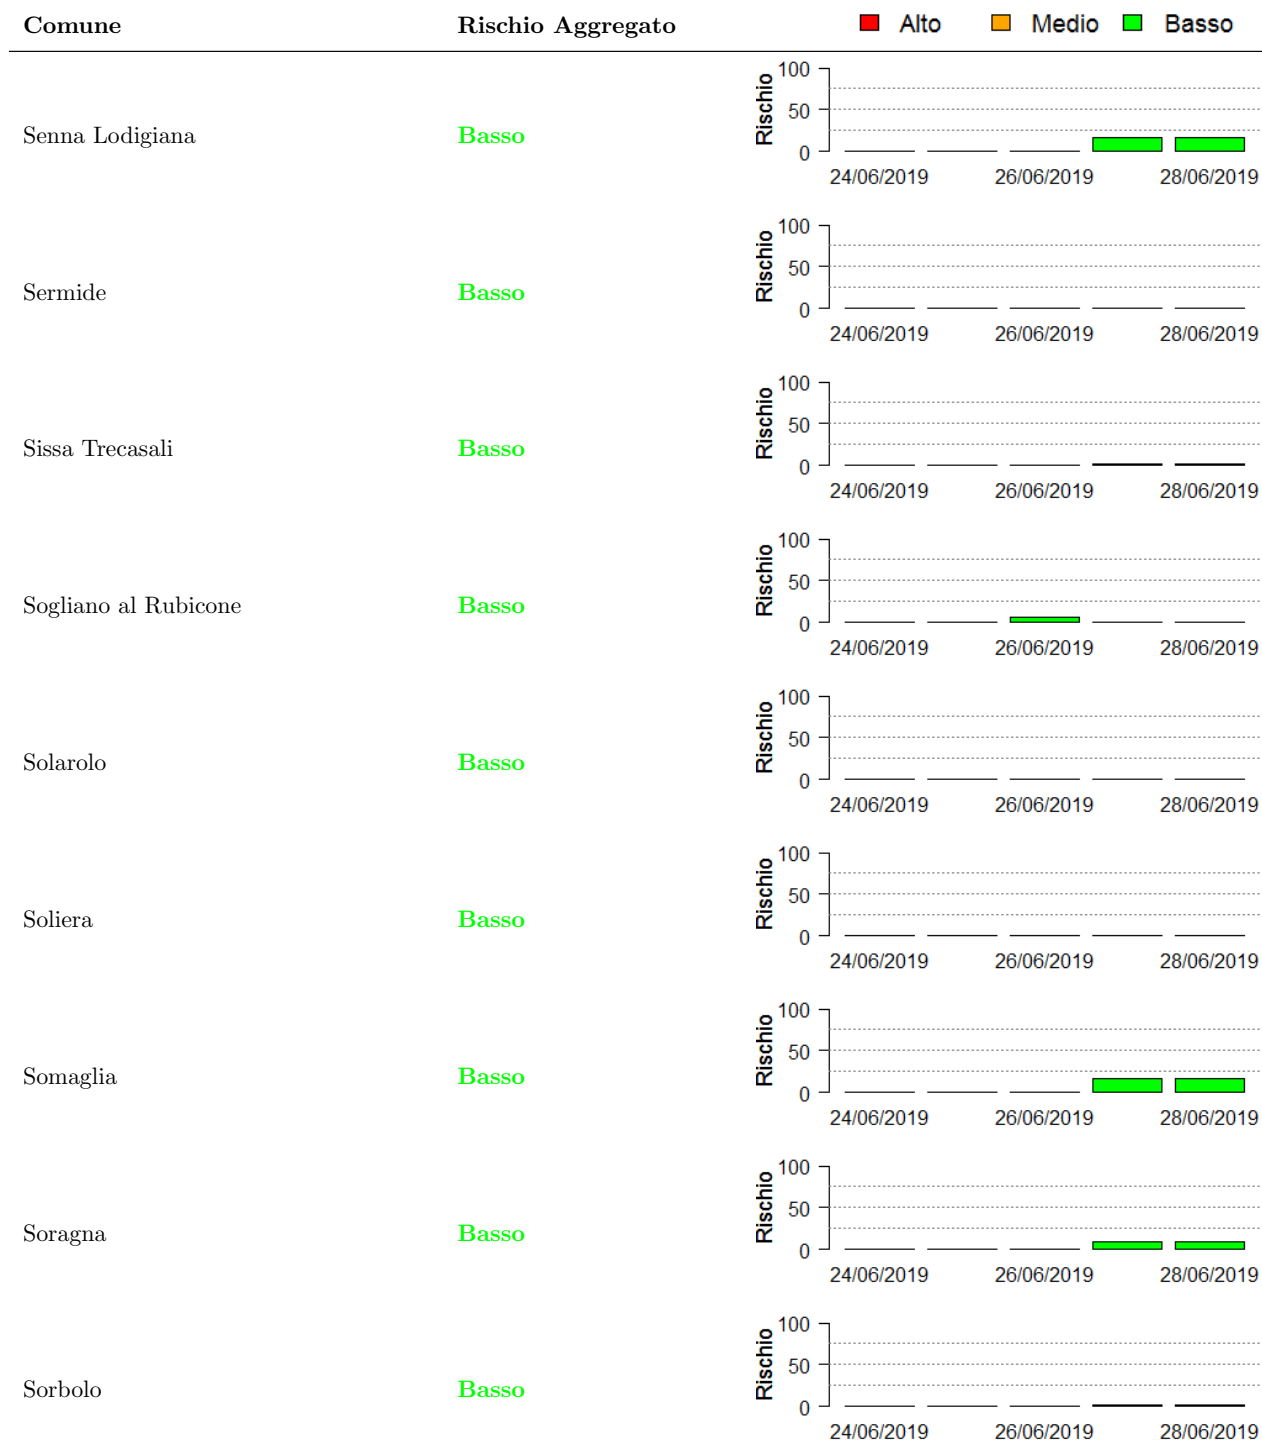 Comune Rischio Aggregato Alto Medio Basso
100
50
0
Rischio
Senna Lodigiana Basso
24/06/2019 26/06/2019 28/06/2019
100
50
0
Rischio
Sermide Basso
24/06/2019 26/06/2019 28/06/2019
100
50
0
Rischio
Sissa Trecasali Basso
24/06/2019 26/06/2019 28/06/2019
100
50
0
Rischio
Sogliano al Rubicone Basso
24/06/2019 26/06/2019 28/06/2019
100
50
0
Rischio
Solarolo Basso
24/06/2019 26/06/2019 28/06/2019
100
50
0
Rischio
Soliera Basso
24/06/2019 26/06/2019 28/06/2019
100
50
0
Rischio
Somaglia Basso
24/06/2019 26/06/2019 28/06/2019
100
50
0
Rischio
Soragna Basso
24/06/2019 26/06/2019 28/06/2019
100
50
0
Rischio
Sorbolo Basso
24/06/2019 26/06/2019 28/06/2019